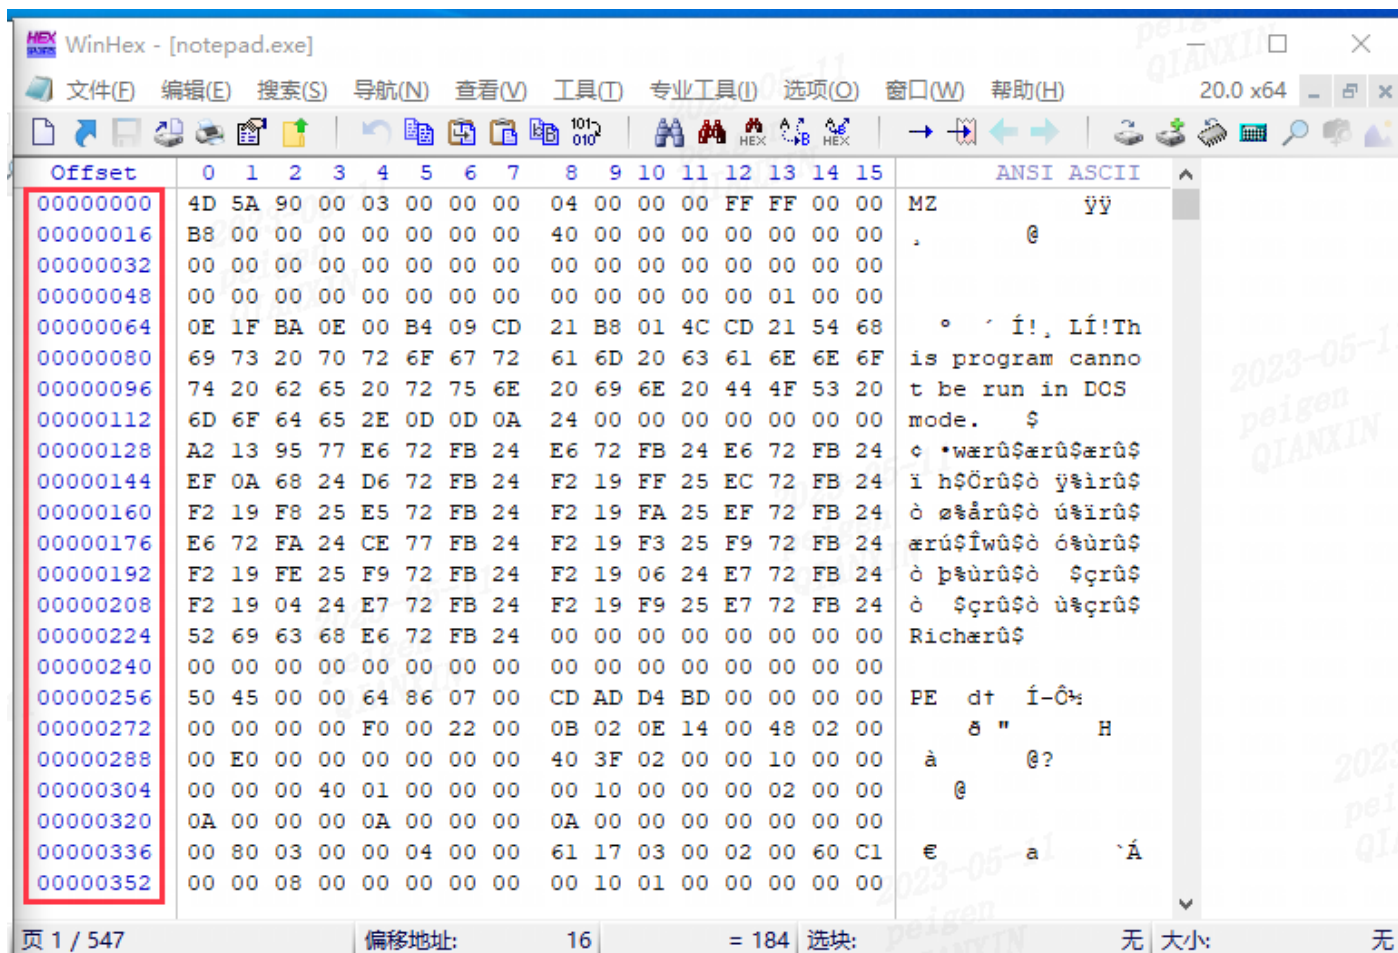 WinHex - [notepad.exe]
文件(F) 编辑(E) 搜索(S) 导航(N) 查看(V) 工具(T) 专业工具(I) 选项(O) 窗口(W) 帮助(H) 20.0 x64
Offset 0 1 2 3 4 5 6 7 8 9 10 11 12 13 14 15 ANSI ASCII
00000000 4D 5A 90 00 03 00 00 00 04 00 00 00 FF FF 00 00 MZ ÿÿ
00000016 B8 00 00 00 00 00 00 00 40 00 00 00 00 00 00 00 ¸ @
00000032 00 00 00 00 00 00 00 00 00 00 00 00 00 00 00 00
00000048 00 00 00 00 00 00 00 00 00 00 00 00 00 01 00 00
00000064 0E 1F BA 0E 00 B4 09 CD 21 B8 01 4C CD 21 54 68 º ´ Í!¸ LÍ!Th
00000080 69 73 20 70 72 6F 67 72 61 6D 20 63 61 6E 6E 6F is program canno
00000096 74 20 62 65 20 72 75 6E 20 69 6E 20 44 4F 53 20 t be run in DOS
00000112 6D 6F 64 65 2E 0D 0D 0A 24 00 00 00 00 00 00 00 mode. $
00000128 A2 13 95 77 E6 72 FB 24 E6 72 FB 24 E6 72 FB 24 ¢ •wærû$ærû$ærû$
00000144 EF 0A 68 24 D6 72 FB 24 F2 19 FF 25 EC 72 FB 24 ï h$Örû$ò ÿ%ìrû$
00000160 F2 19 F8 25 E5 72 FB 24 F2 19 FA 25 EF 72 FB 24 ò ø%årû$ò ú%ïrû$
00000176 E6 72 FA 24 CE 77 FB 24 F2 19 F3 25 F9 72 FB 24 ærú$Îwû$ò ó%ùrû$
00000192 F2 19 FE 25 F9 72 FB 24 F2 19 06 24 E7 72 FB 24 ò þ%ùrû$ò $çrû$
00000208 F2 19 04 24 E7 72 FB 24 F2 19 F9 25 E7 72 FB 24 ò $çrû$ò ù%çrû$
00000224 52 69 63 68 E6 72 FB 24 00 00 00 00 00 00 00 00 Richærû$
00000240 00 00 00 00 00 00 00 00 00 00 00 00 00 00 00 00
00000256 50 45 00 00 64 86 07 00 CD AD D4 BD 00 00 00 00 PE d† Í-Ô½
00000272 00 00 00 00 F0 00 22 00 0B 02 0E 14 00 48 02 00 ð " H
00000288 00 E0 00 00 00 00 00 00 40 3F 02 00 00 10 00 00 à @?
00000304 00 00 00 40 01 00 00 00 00 10 00 00 00 02 00 00 @
00000320 0A 00 00 00 0A 00 00 00 0A 00 00 00 00 00 00 00
00000336 00 80 03 00 00 04 00 00 61 17 03 00 02 00 60 C1 € a `Á
00000352 00 00 08 00 00 00 00 00 00 10 01 00 00 00 00 00
页 1 / 547 偏移地址: 16 = 184 选块: 无 大小: 无
2023-05-11
peigen
QIANXIN